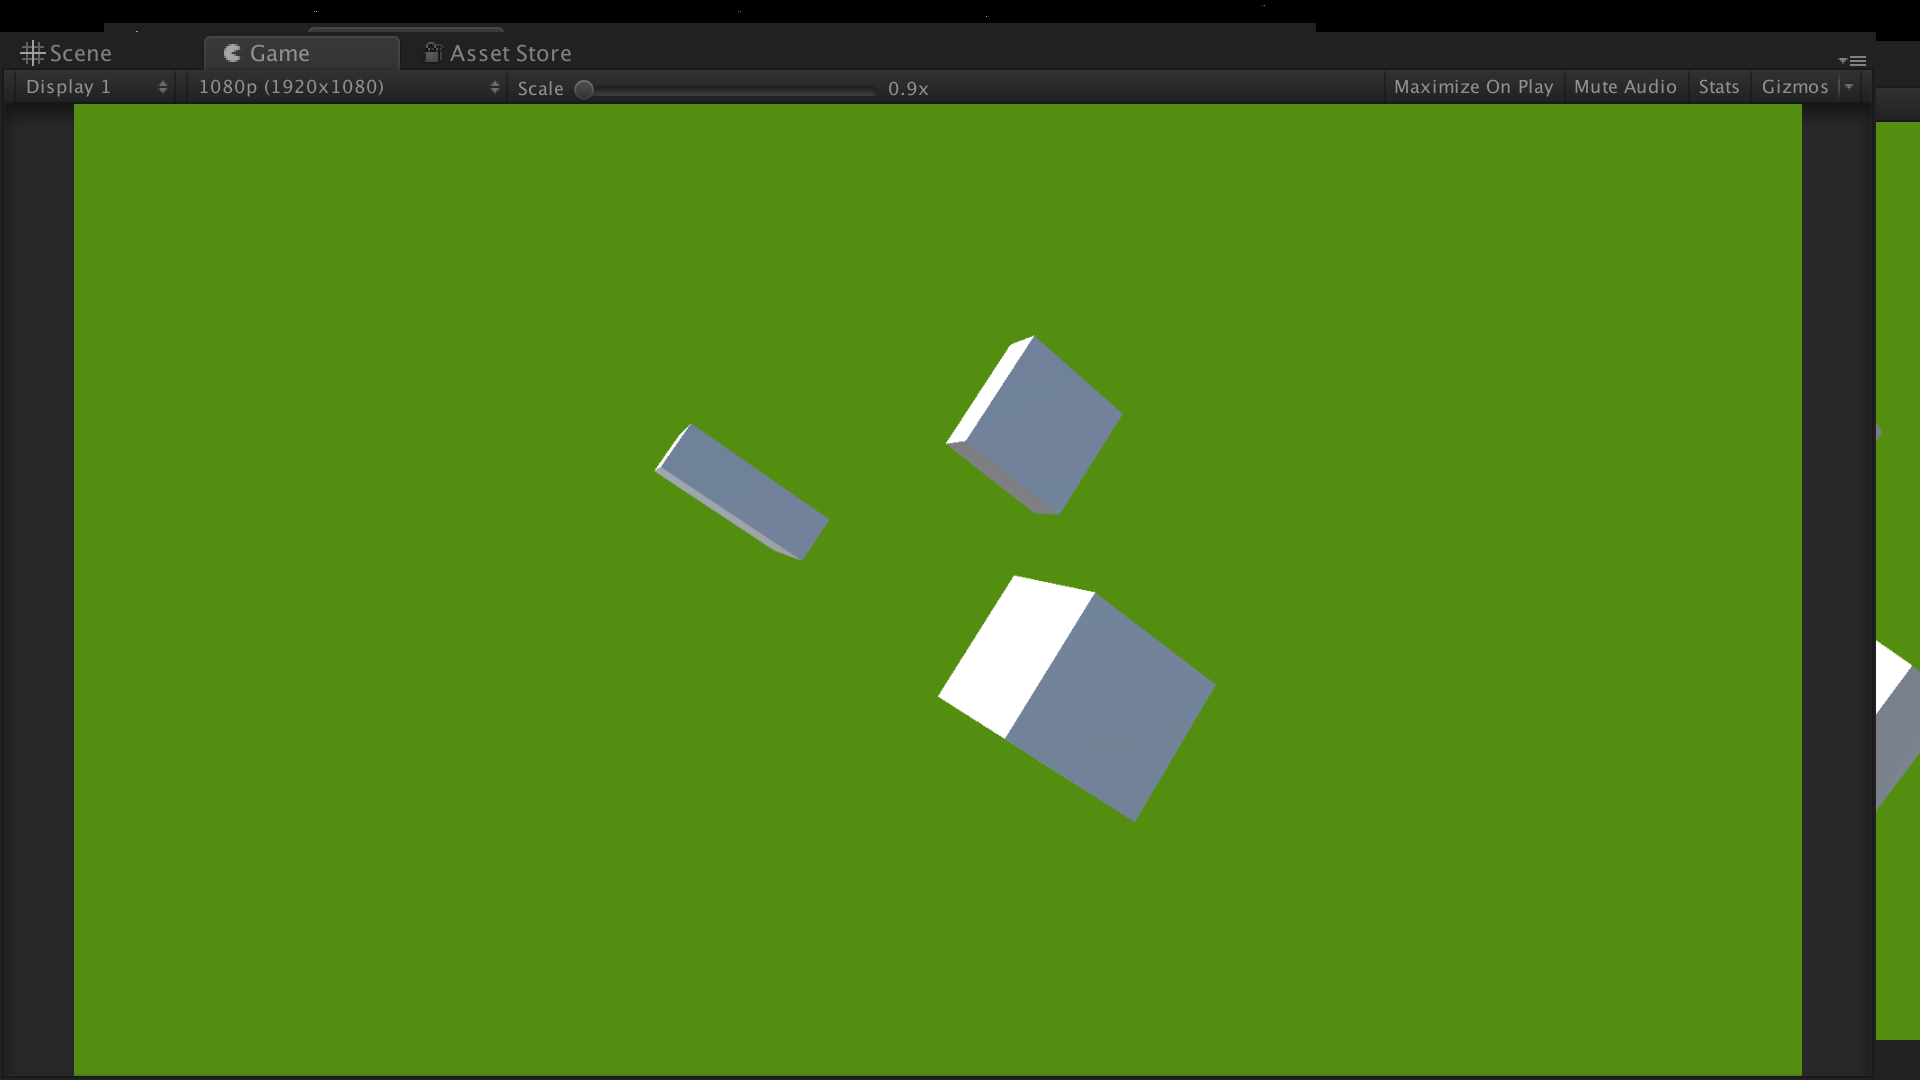 Scene Game Asset Store
Display 1 1080p (1920x1080) Scale 0.9x Maximize On Play Mute Audio Stats Gizmos